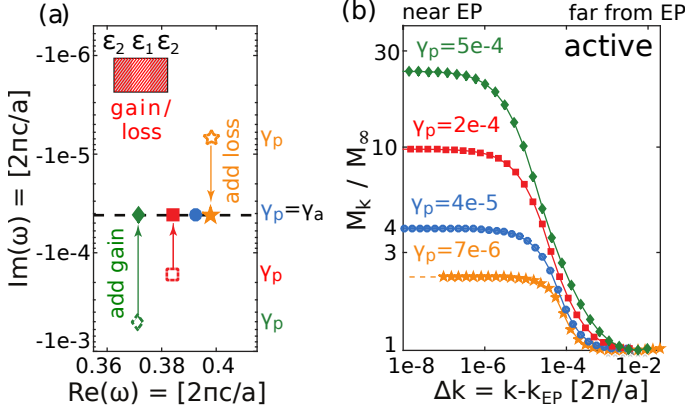 (a)
ε₂ ε₁ ε₂
gain/
loss
-1e-6
-1e-5
-1e-4
-1e-3
Im(ω) = [2πc/a]
add gain
add loss
γₚ
γₚ=γₐ
γₚ
γₚ
0.36
0.38
0.4
Re(ω) = [2πc/a]
(b)
near EP
far from EP
active
γₚ=5e-4
γₚ=2e-4
γₚ=4e-5
γₚ=7e-6
30
10
4
3
1
Mₖ / M∞
1e-8
1e-6
1e-4
1e-2
Δk = k-k_EP [2π/a]